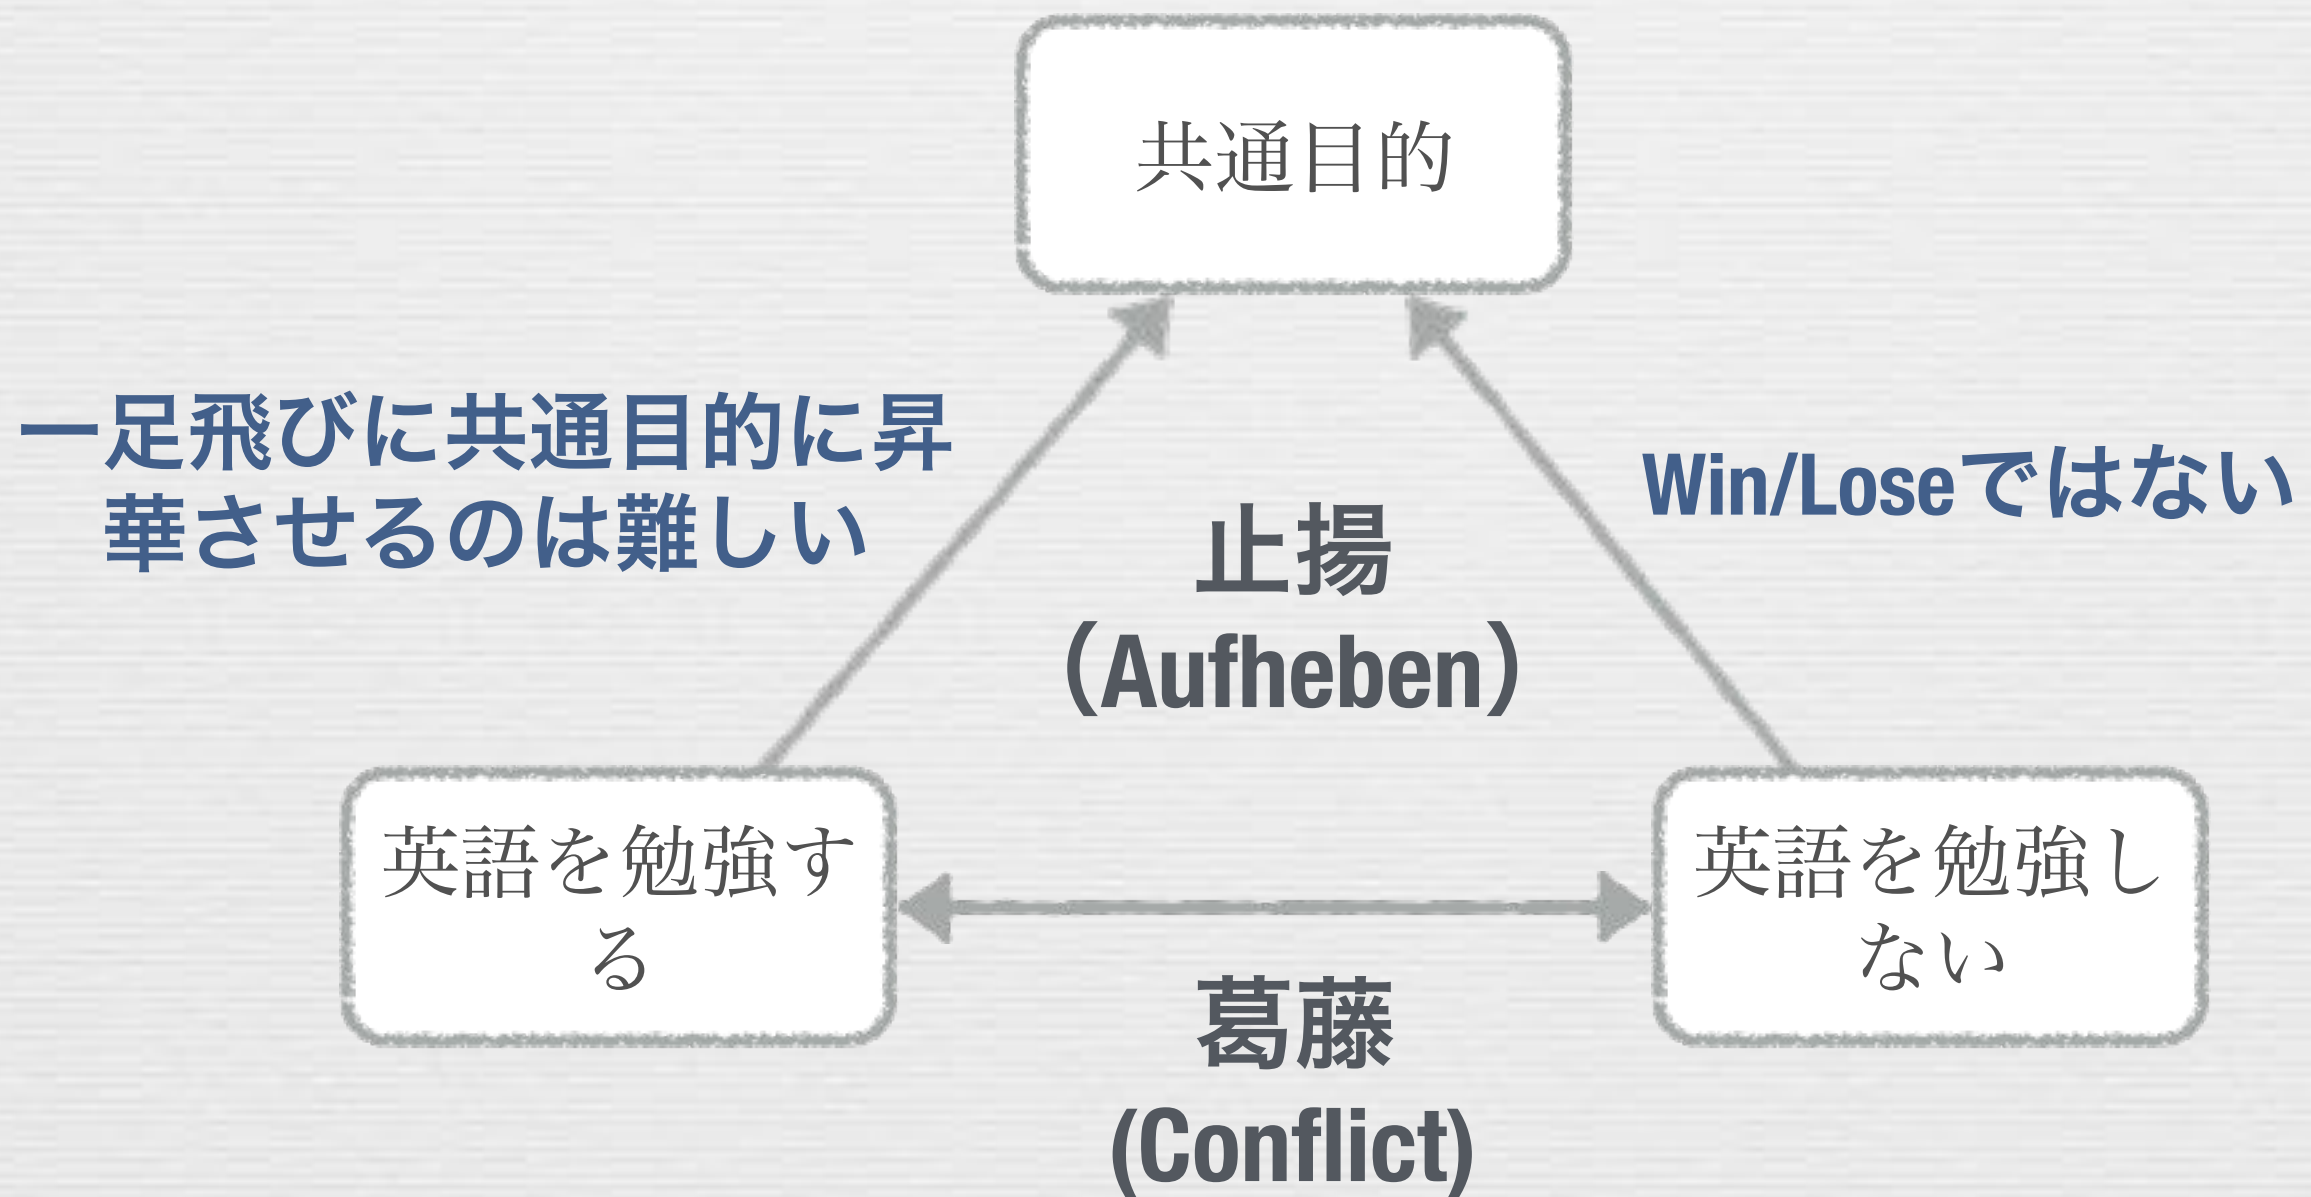 共通目的
一足飛びに共通目的に昇
華させるのは難しい
Win/Loseではない
止揚
（Aufheben）
英語を勉強す
る
英語を勉強し
ない
葛藤
(Conflict)